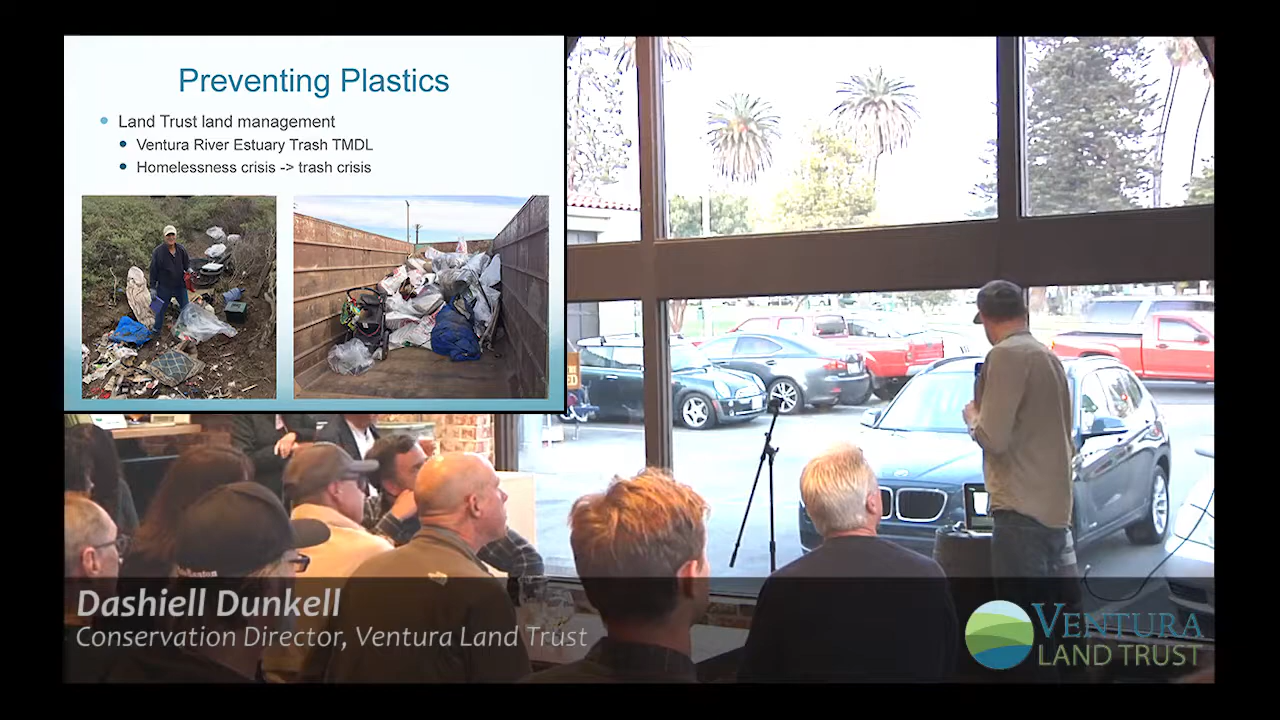 Preventing Plastics
Land Trust land management
Ventura River Estuary Trash TMDL
Homelessness crisis -> trash crisis
Dashiell Dunkell
Conservation Director, Ventura Land Trust
VENTURA
LAND TRUST